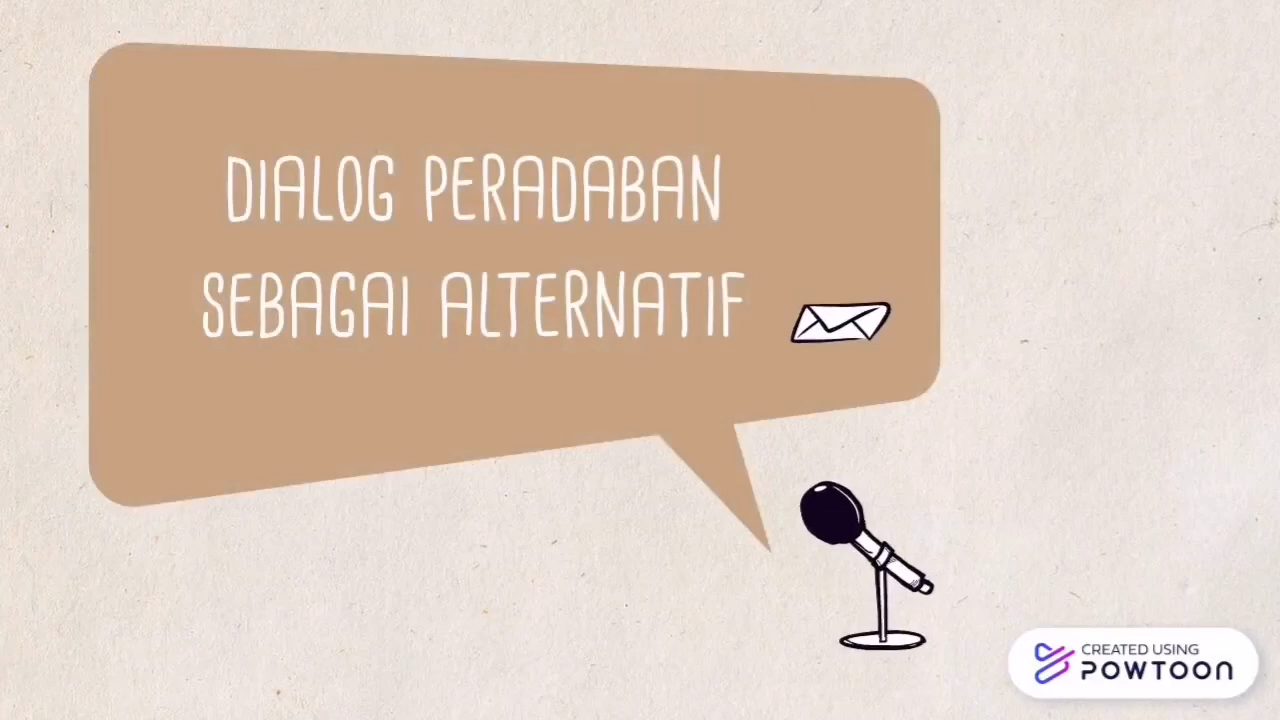 DIALOG PERADABAN
SEBAGAI ALTERNATIF
CREATED USING
POWTOON